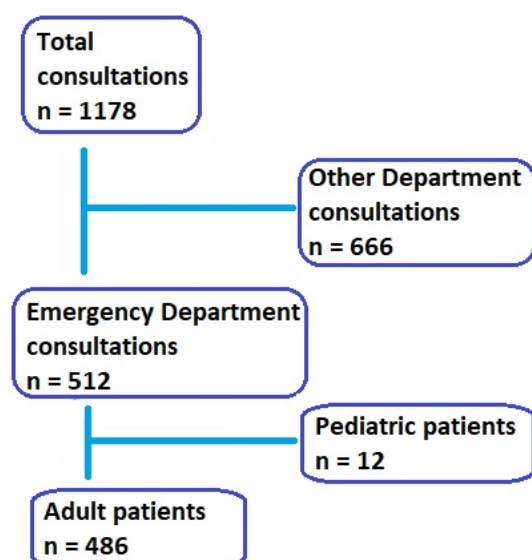 Total
consultations
n = 1178
Other Department
consultations
n = 666
Emergency Department
consultations
n = 512
Pediatric patients
n = 12
Adult patients
n = 486